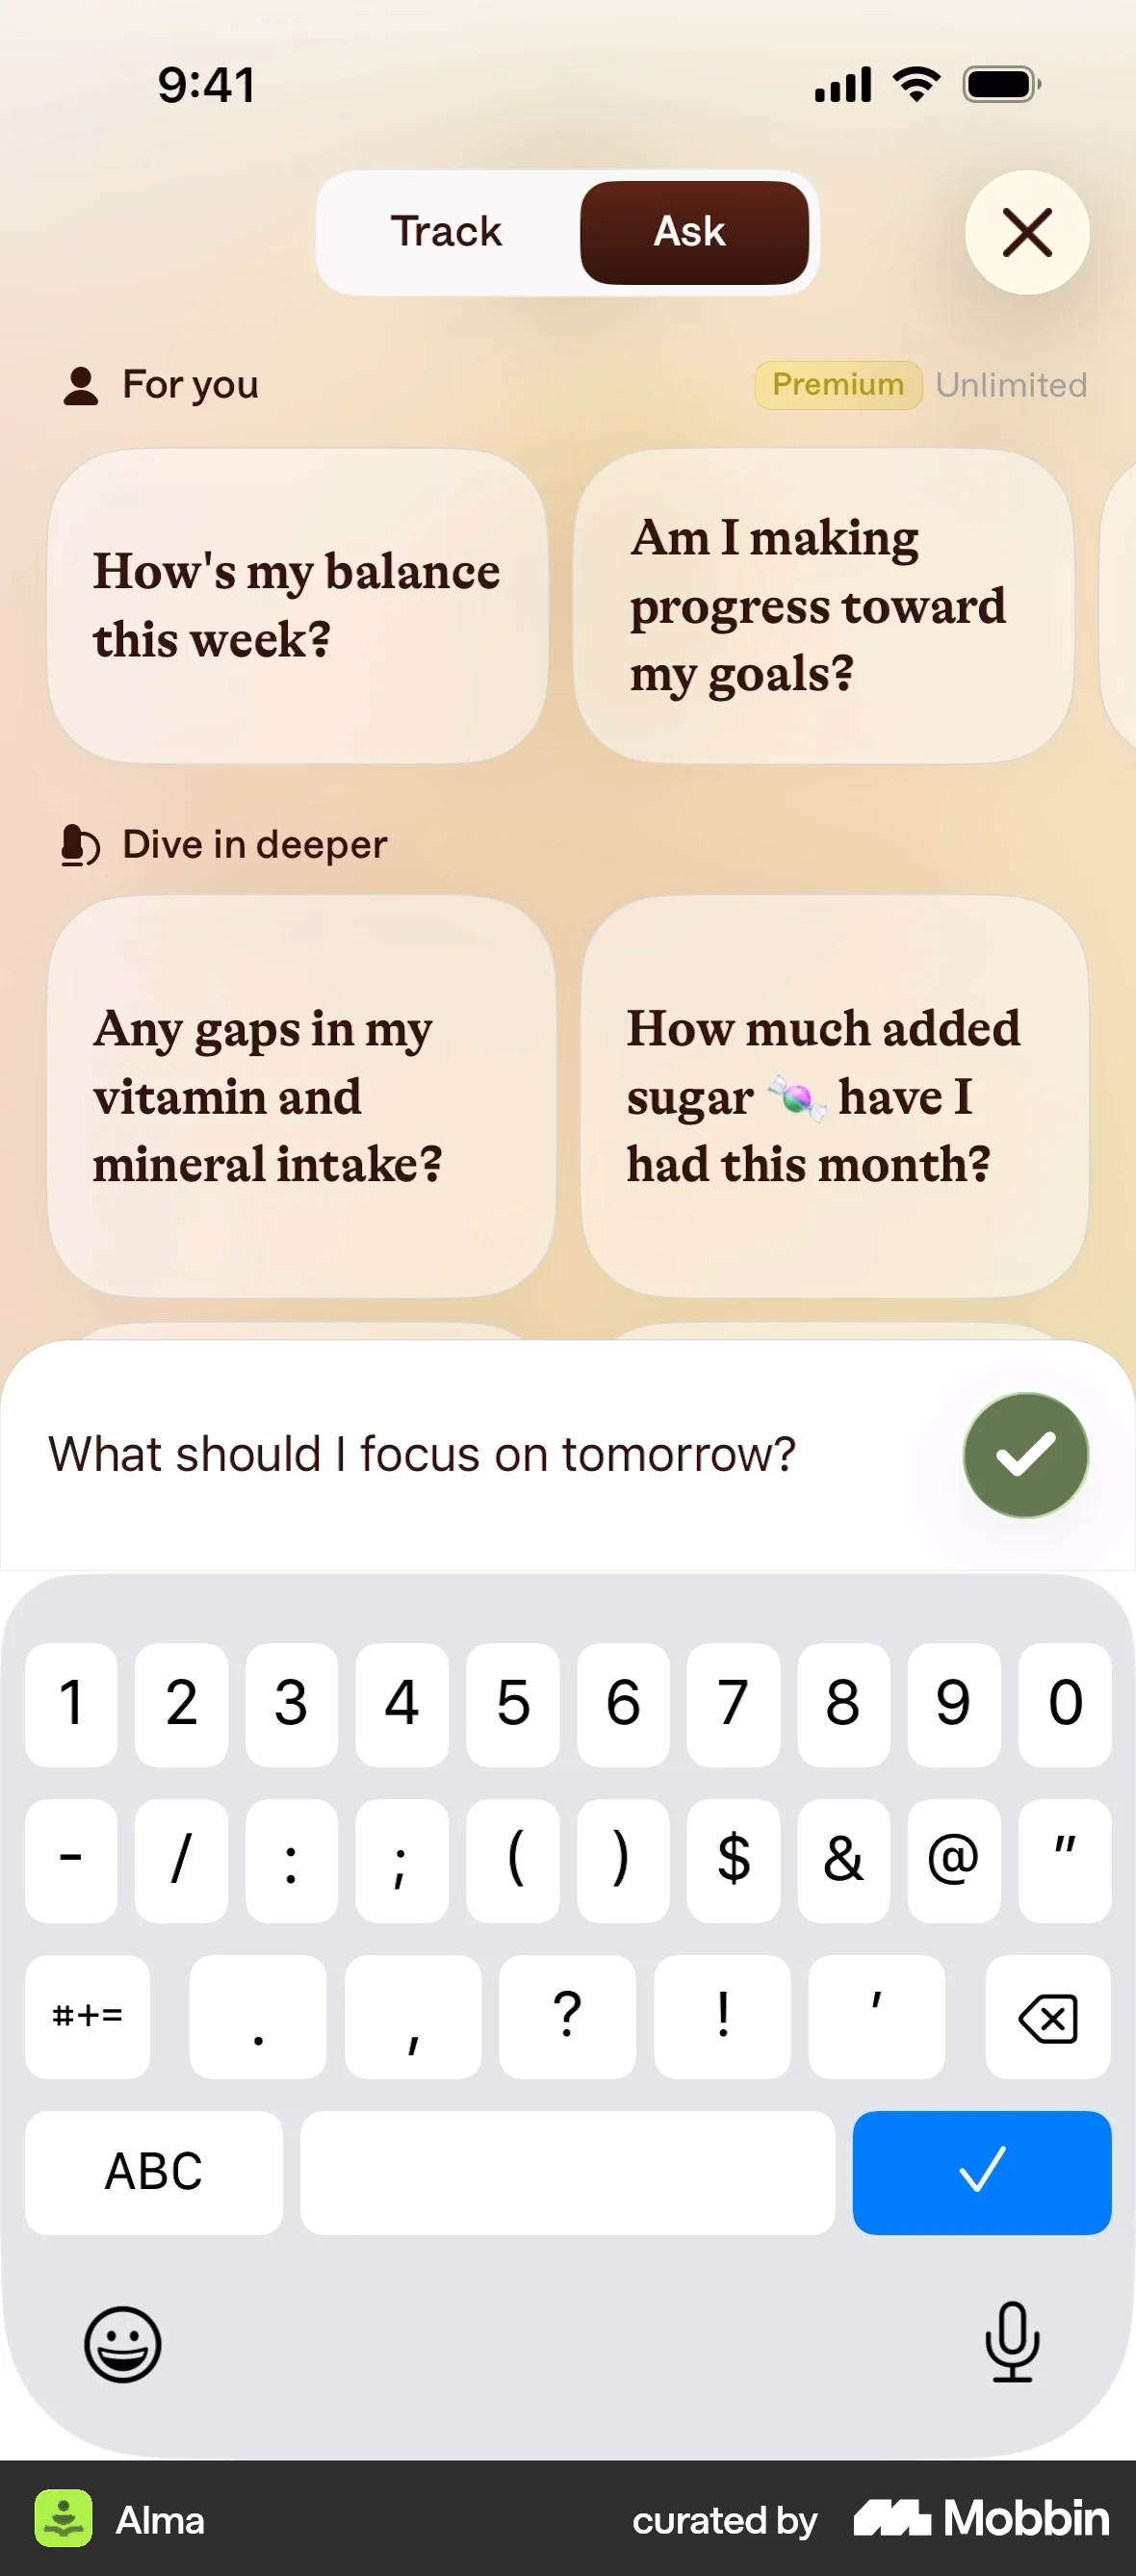 9:41
Track
Ask
For you
Premium Unlimited
How's my balance
this week?
Am I making
progress toward
my goals?
Dive in deeper
Any gaps in my
vitamin and
mineral intake?
How much added
sugar 🍬 have I
had this month?
What should I focus on tomorrow?
1 2 3 4 5 6 7 8 9 0
- / : ; ( ) $ & @ "
#+= . , ? ! '
ABC
Alma
curated by Mobbin